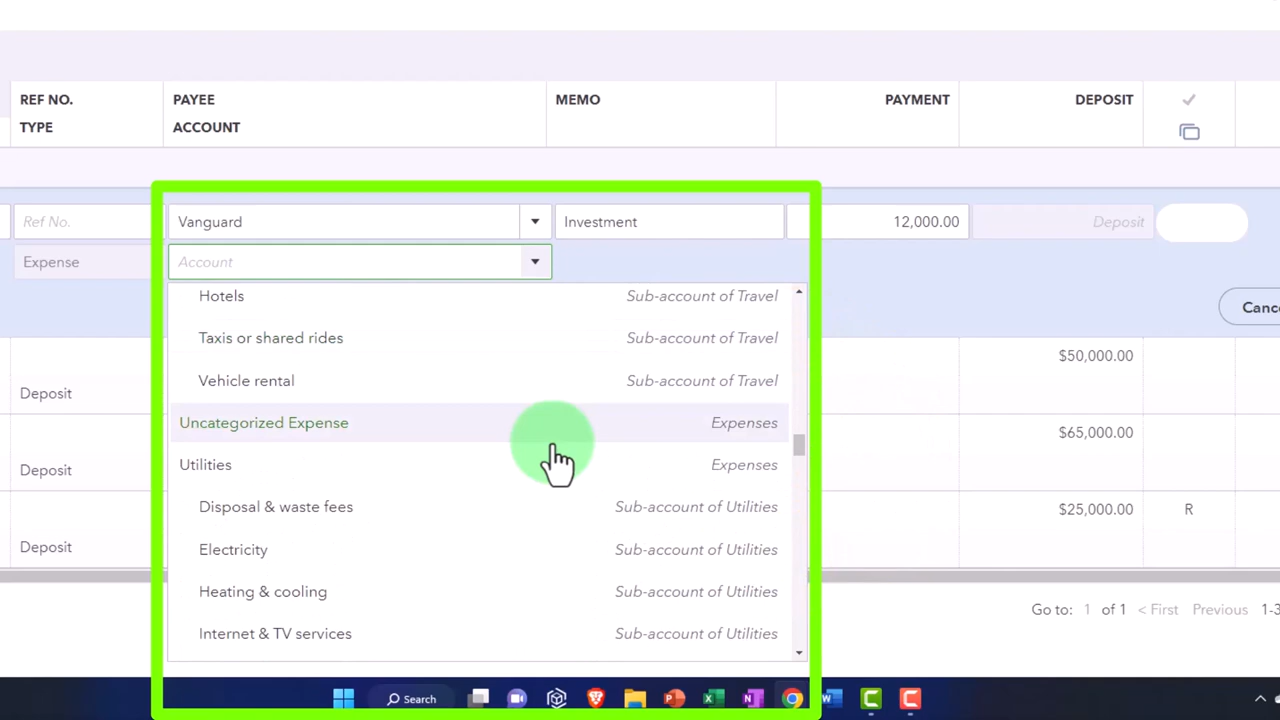 REF NO. PAYEE MEMO PAYMENT DEPOSIT
TYPE ACCOUNT
Ref No. Vanguard Investment 12,000.00 Deposit
Expense Account
Hotels Sub-account of Travel
Taxis or shared rides Sub-account of Travel
Vehicle rental Sub-account of Travel
Uncategorized Expense Expenses
Utilities Expenses
Disposal & waste fees Sub-account of Utilities
Electricity Sub-account of Utilities
Heating & cooling Sub-account of Utilities
Internet & TV services Sub-account of Utilities
Canc
$50,000.00
Deposit
$65,000.00
Deposit
$25,000.00 R
Deposit
Go to: 1 of 1 < First Previous 1-3
Search